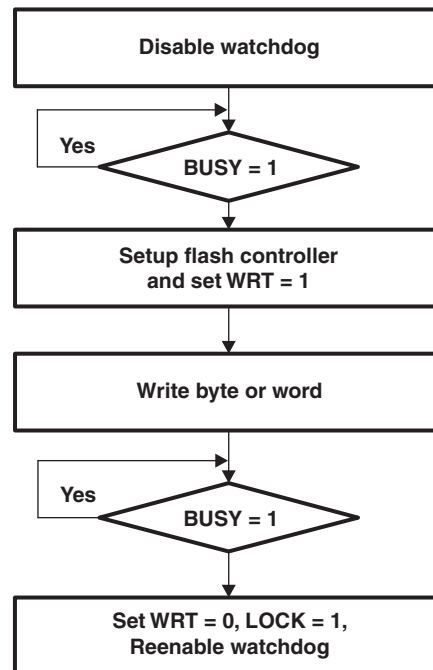 Disable watchdog
Yes
BUSY = 1
Setup flash controller
and set WRT = 1
Write byte or word
Yes
BUSY = 1
Set WRT = 0, LOCK = 1,
Reenable watchdog